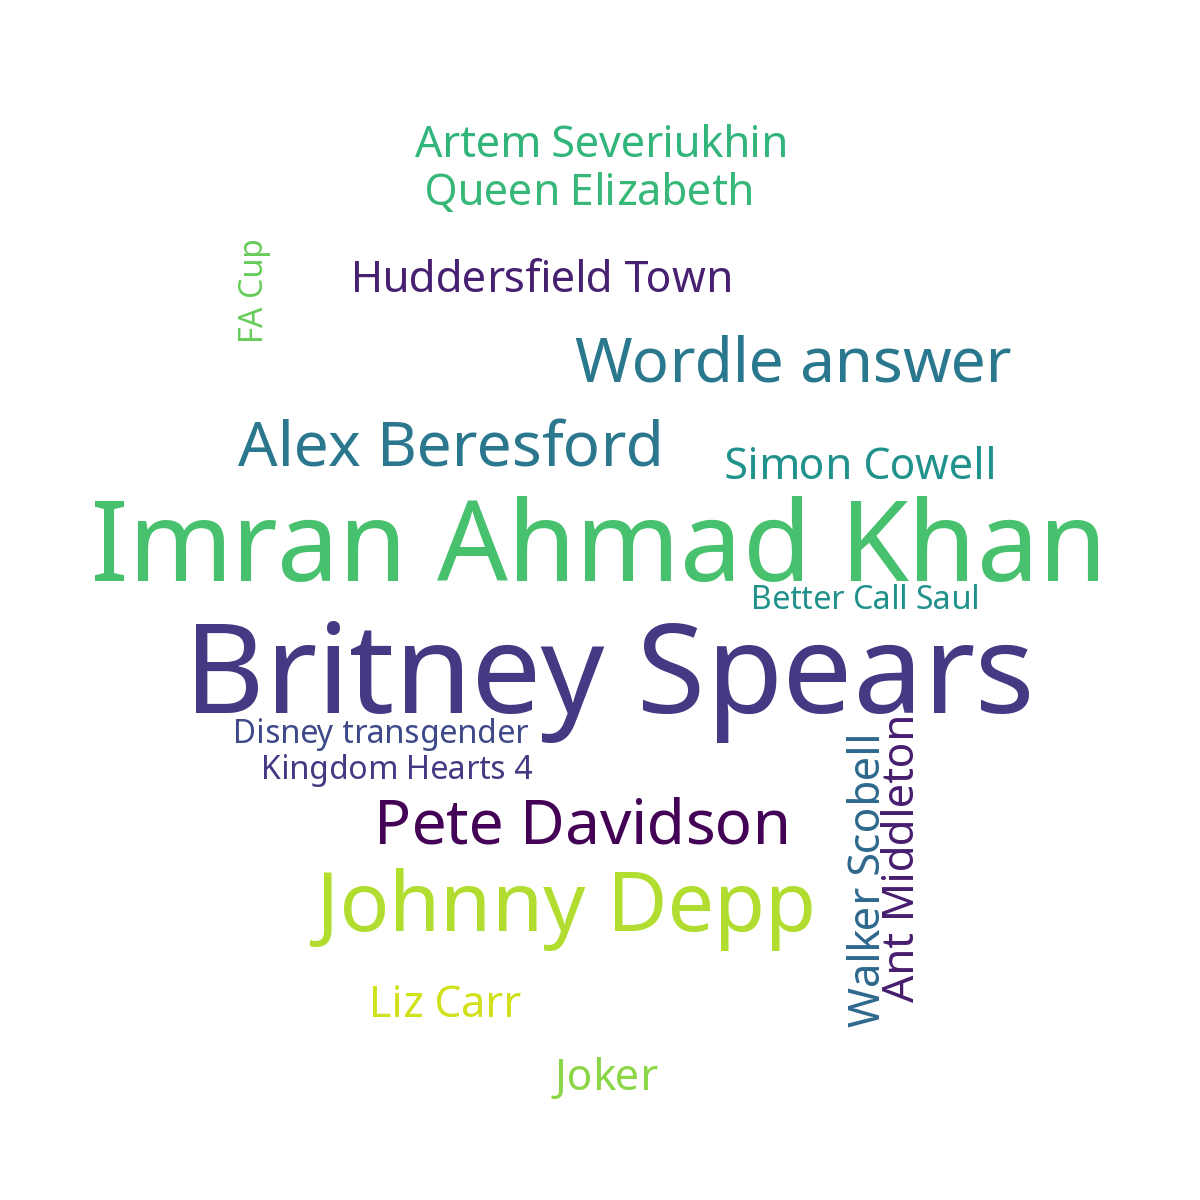 Artem Severiukhin
Queen Elizabeth
FA Cup
Huddersfield Town
Wordle answer
Alex Beresford
Simon Cowell
Imran Ahmad Khan
Better Call Saul
Britney Spears
Disney transgender
Kingdom Hearts 4
Walker Scobell
Ant Middleton
Pete Davidson
Johnny Depp
Liz Carr
Joker